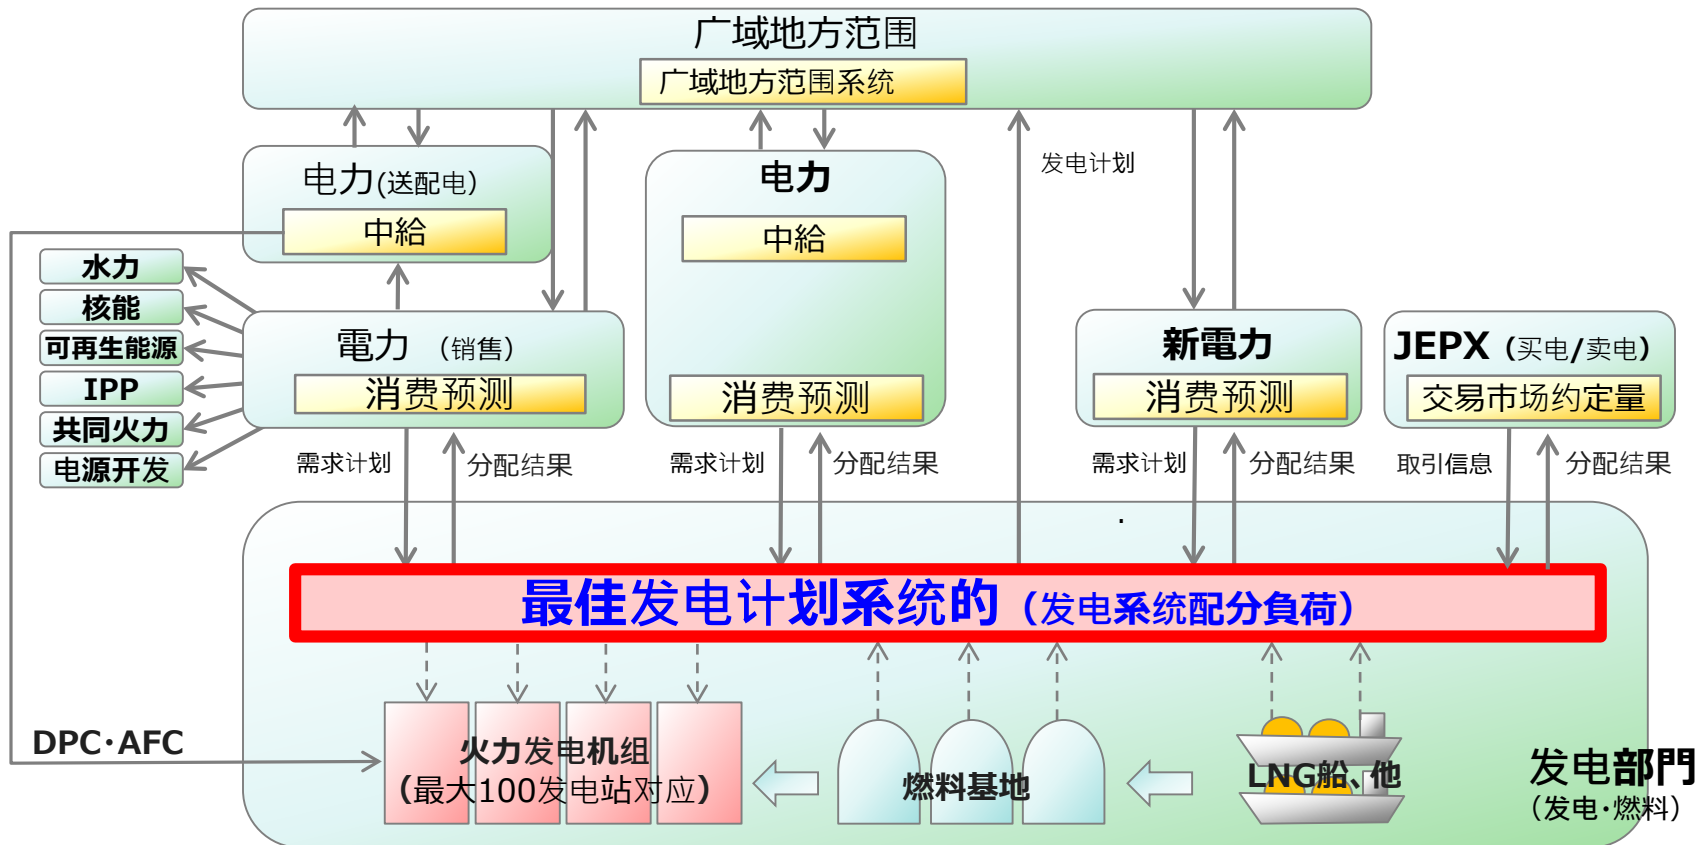 广域地方范围
广域地方范围系统
电力(送配电)
中給
电力
中給
发电计划
水力
核能
可再生能源
IPP
共同火力
电源开发
電力 （销售）
消费预测
消费预测
新電力
消费预测
JEPX（买电/卖电）
交易市场约定量
需求计划
分配结果
需求计划
分配结果
需求计划
分配结果
取引信息
分配结果
.
最佳发电计划系统的（发电系统配分負荷）
DPC･AFC
火力发电机组
（最大100发电站对应）
燃料基地
LNG船、他
发电部門
（发电･燃料）